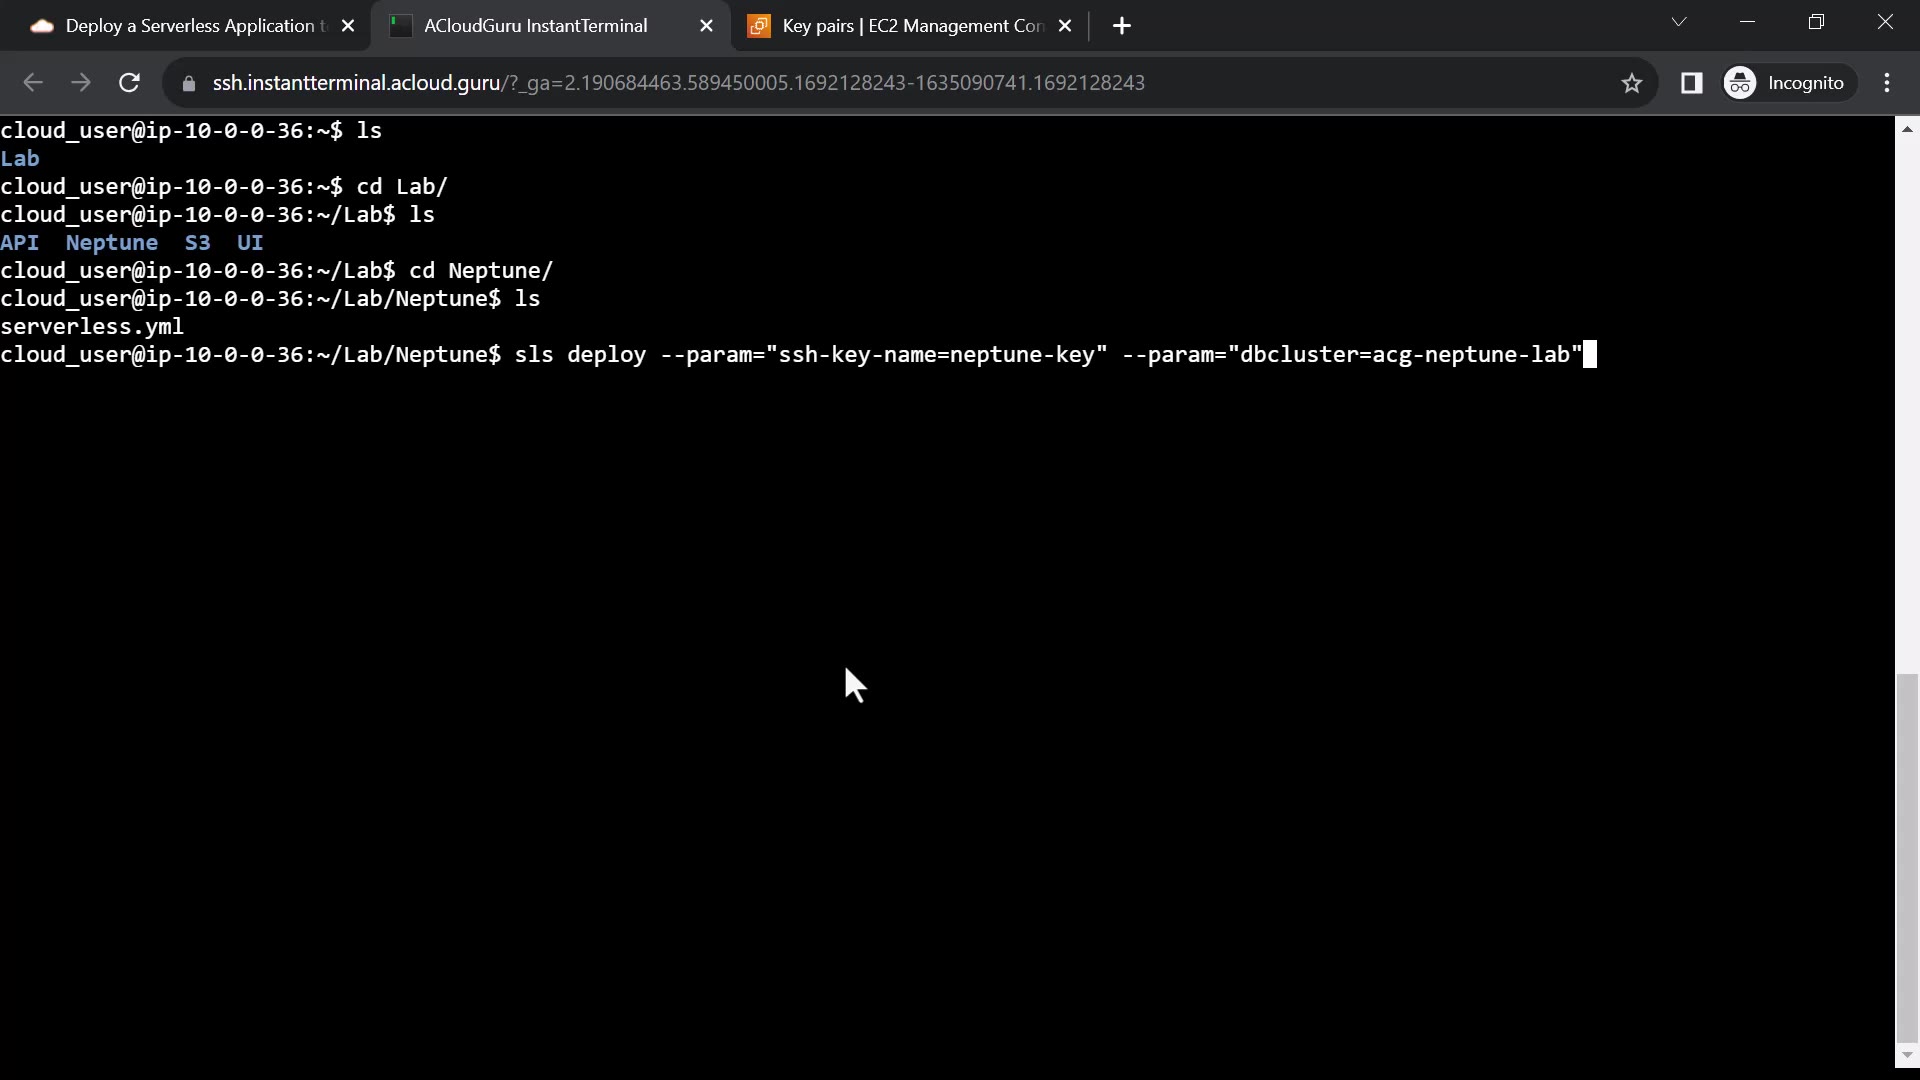 Deploy a Serverless Application t
ACloudGuru InstantTerminal
Key pairs | EC2 Management Con
ssh.instantterminal.acloud.guru/?_ga=2.190684463.589450005.1692128243-1635090741.1692128243
Incognito
cloud_user@ip-10-0-0-36:~$ ls
Lab
cloud_user@ip-10-0-0-36:~$ cd Lab/
cloud_user@ip-10-0-0-36:~/Lab$ ls
API  Neptune  S3  UI
cloud_user@ip-10-0-0-36:~/Lab$ cd Neptune/
cloud_user@ip-10-0-0-36:~/Lab/Neptune$ ls
serverless.yml
cloud_user@ip-10-0-0-36:~/Lab/Neptune$ sls deploy --param="ssh-key-name=neptune-key" --param="dbcluster=acg-neptune-lab"